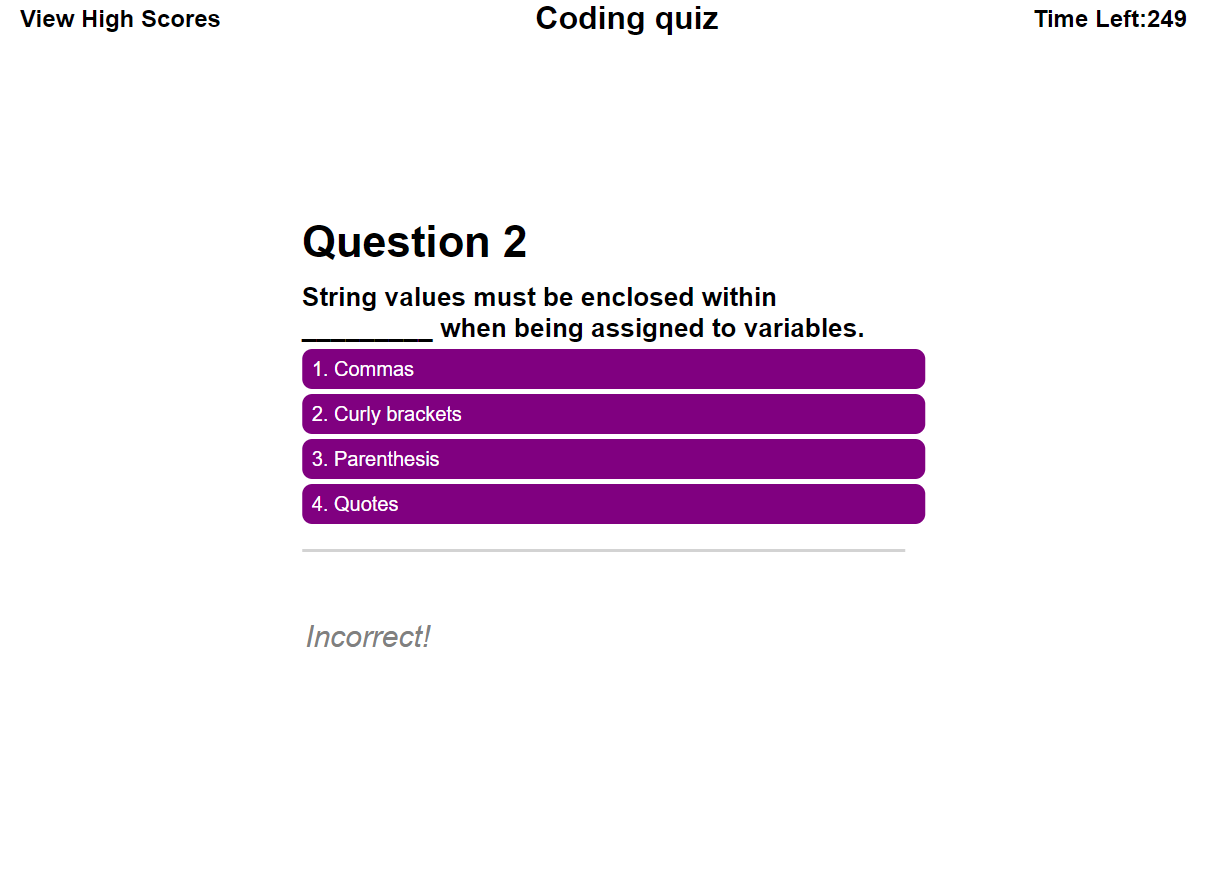 View High Scores
Coding quiz
Time Left:249
Question 2
String values must be enclosed within
_________ when being assigned to variables.
1. Commas
2. Curly brackets
3. Parenthesis
4. Quotes
Incorrect!